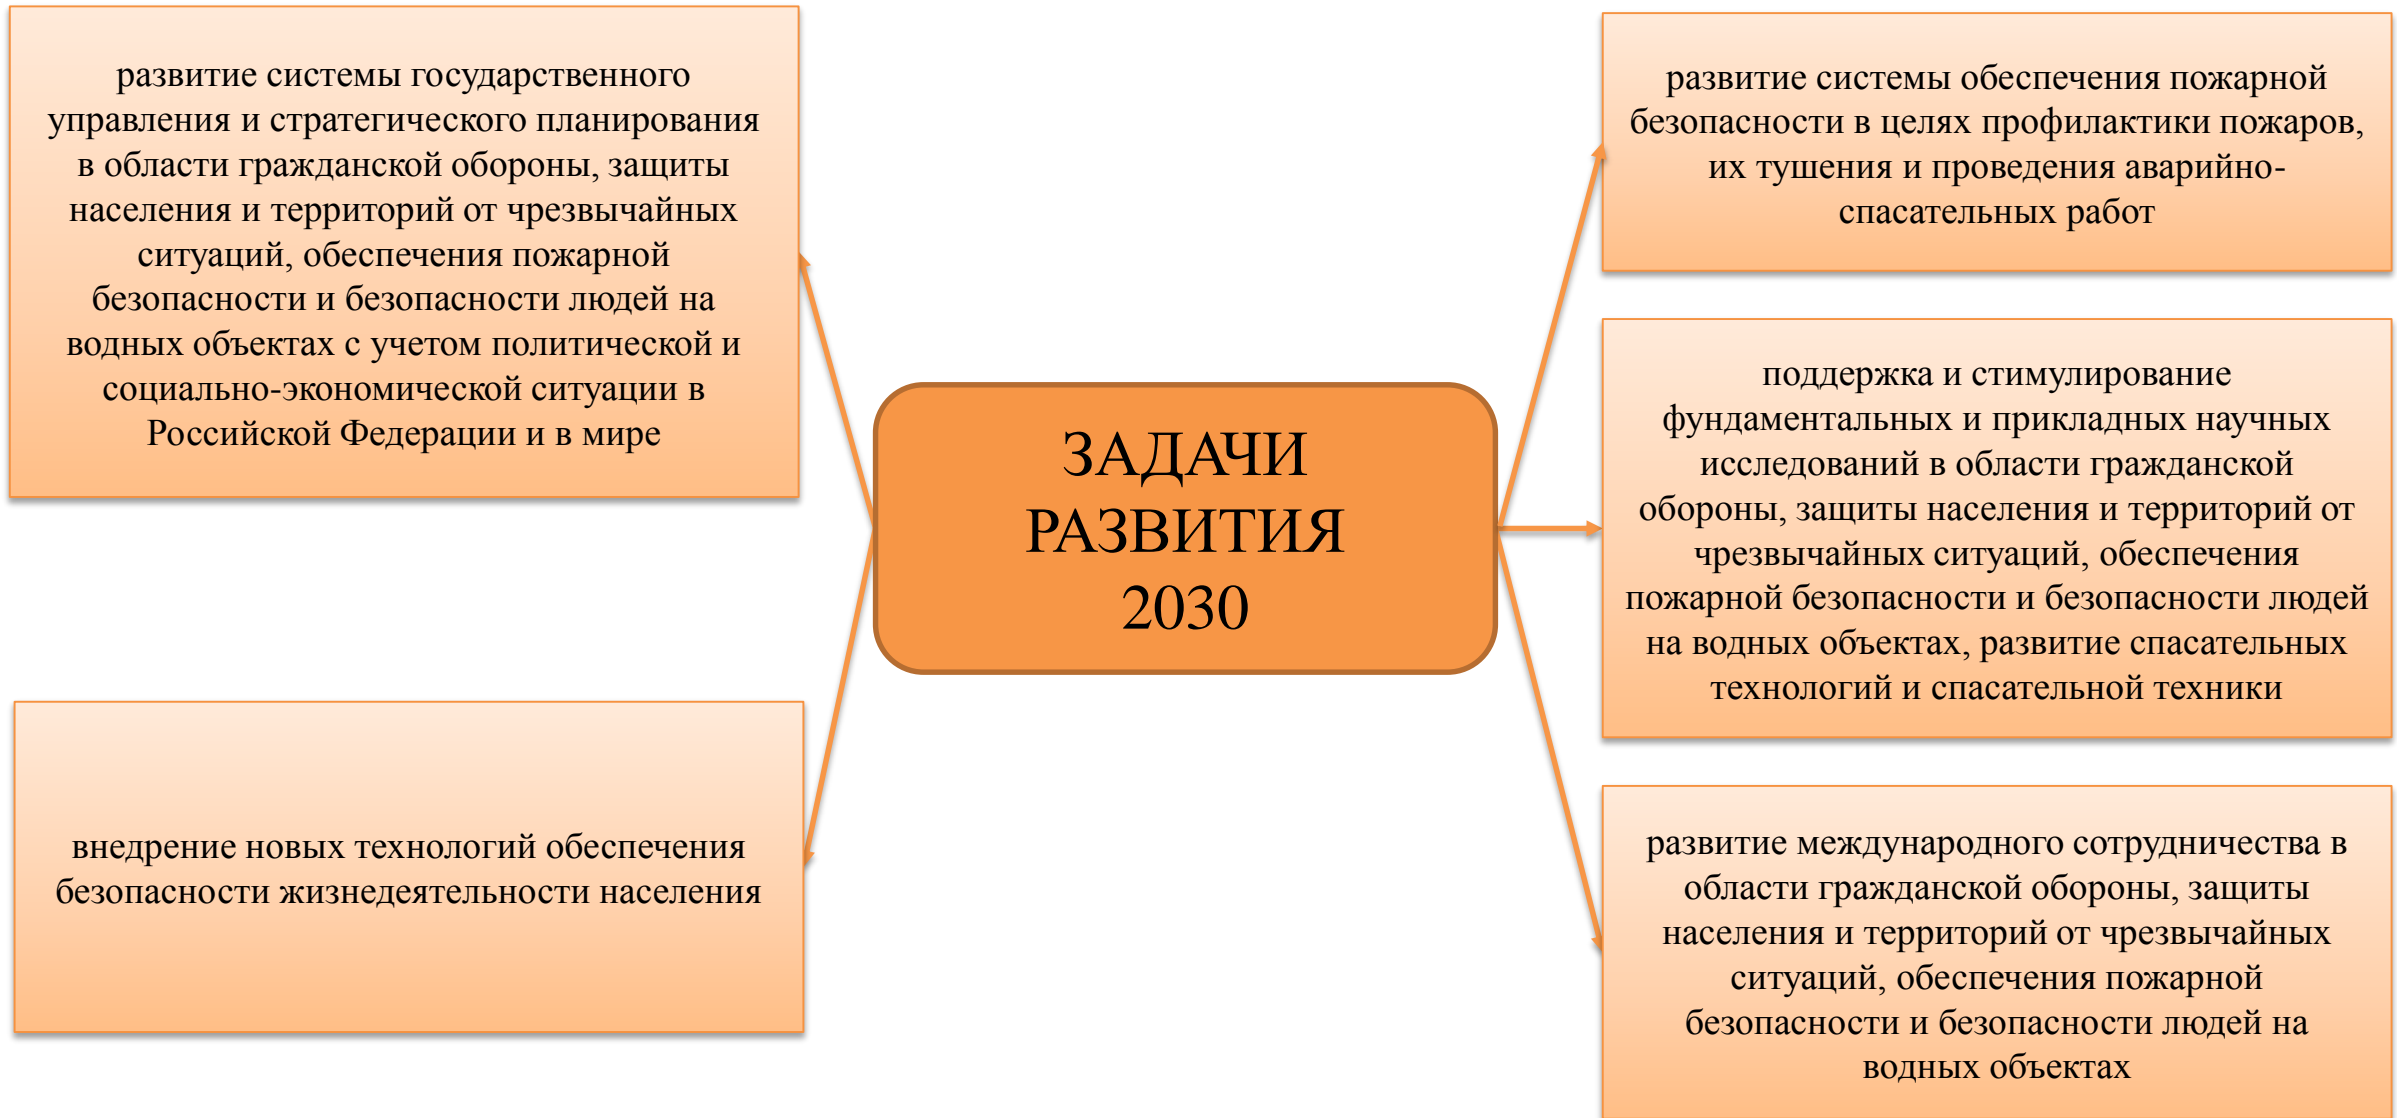 развитие системы государственного
управления и стратегического планирования
в области гражданской обороны, защиты
населения и территорий от чрезвычайных
ситуаций, обеспечения пожарной
безопасности и безопасности людей на
водных объектах с учетом политической и
социально-экономической ситуации в
Российской Федерации и в мире
внедрение новых технологий обеспечения
безопасности жизнедеятельности населения
ЗАДАЧИ
РАЗВИТИЯ
2030
развитие системы обеспечения пожарной
безопасности в целях профилактики пожаров,
их тушения и проведения аварийно-
спасательных работ
поддержка и стимулирование
фундаментальных и прикладных научных
исследований в области гражданской
обороны, защиты населения и территорий от
чрезвычайных ситуаций, обеспечения
пожарной безопасности и безопасности людей
на водных объектах, развитие спасательных
технологий и спасательной техники
развитие международного сотрудничества в
области гражданской обороны, защиты
населения и территорий от чрезвычайных
ситуаций, обеспечения пожарной
безопасности и безопасности людей на
водных объектах